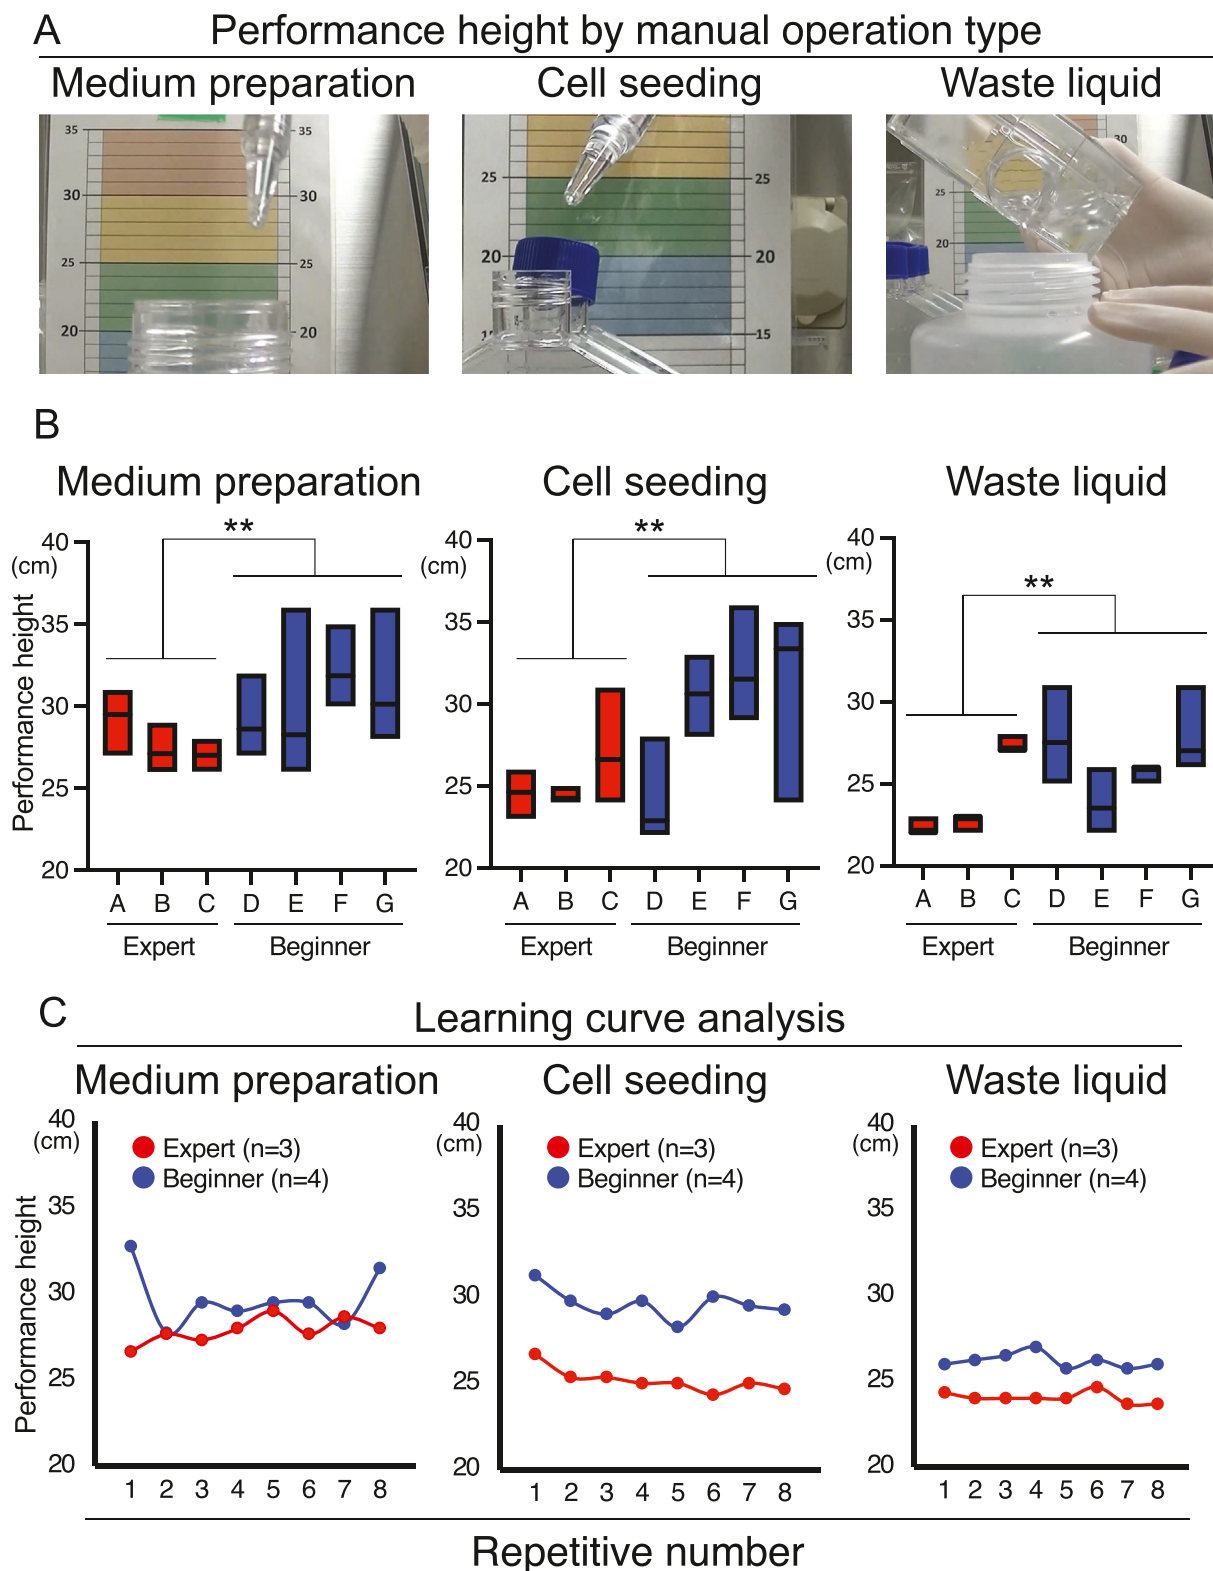 A
Performance height by manual operation type
Medium preparation
Cell seeding
Waste liquid
35
35
30
30
25
25
20
20
25
25
20
20
15
30
25
20
B
Medium preparation
Cell seeding
Waste liquid
**
**
**
40
(cm)
35
30
25
20
Performance height
A B C D E F G
Expert Beginner
40
(cm)
35
30
25
20
A B C D E F G
Expert Beginner
40
(cm)
35
30
25
20
A B C D E F G
Expert Beginner
C
Learning curve analysis
Medium preparation
Cell seeding
Waste liquid
40
(cm)
35
30
25
20
Performance height
Expert (n=3)
Beginner (n=4)
1 2 3 4 5 6 7 8
40
(cm)
35
30
25
20
Expert (n=3)
Beginner (n=4)
1 2 3 4 5 6 7 8
40
(cm)
35
30
25
20
Expert (n=3)
Beginner (n=4)
1 2 3 4 5 6 7 8
Repetitive number